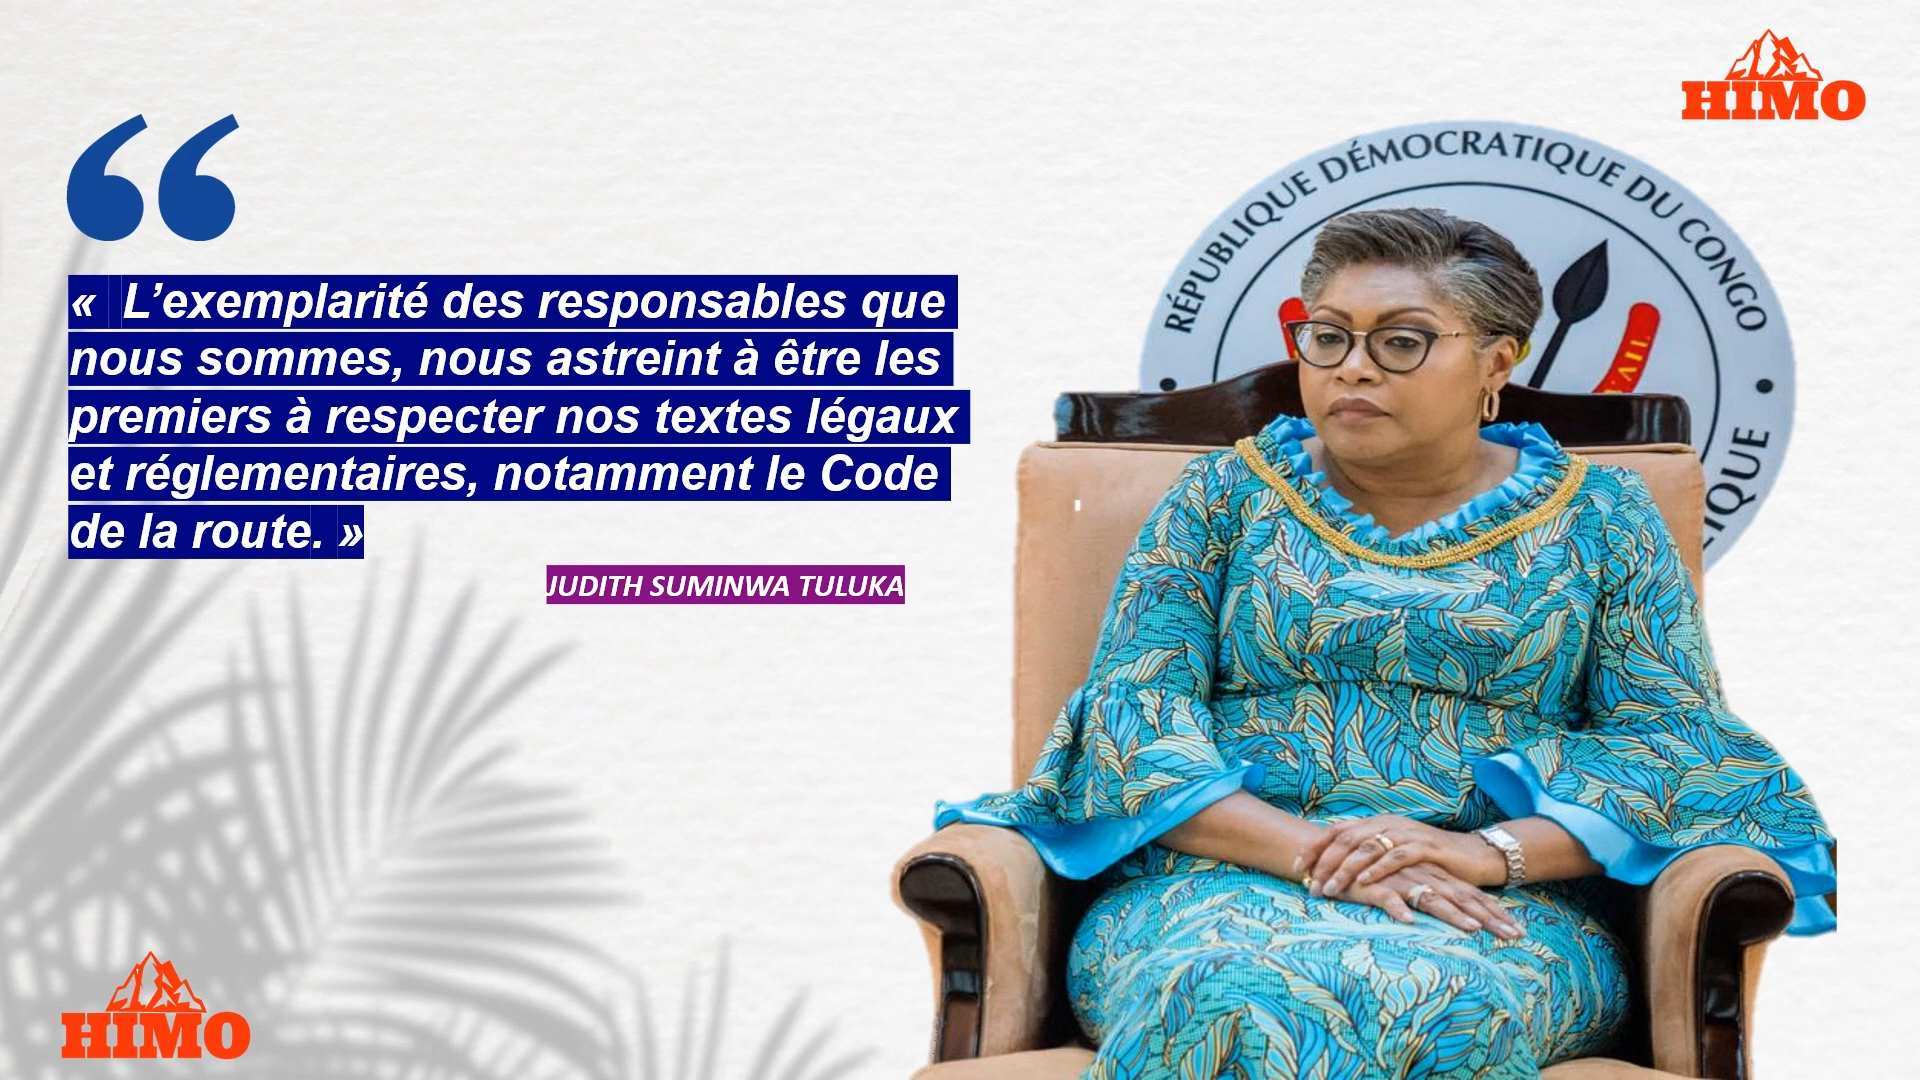 HIMO
RÉPUBLIQUE DÉMOCRATIQUE DU CONGO
« L’exemplarité des responsables que
nous sommes, nous astreint à être les
premiers à respecter nos textes légaux
et réglementaires, notamment le Code
de la route. »
JUDITH SUMINWA TULUKA
HIMO